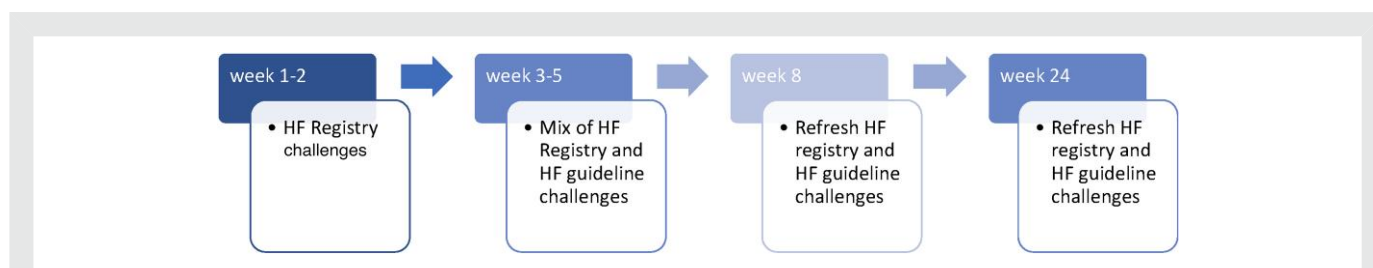 week 1-2
• HF Registry
challenges
week 3-5
• Mix of HF
Registry and
HF guideline
challenges
week 8
• Refresh HF
registry and
HF guideline
challenges
week 24
• Refresh HF
registry and
HF guideline
challenges